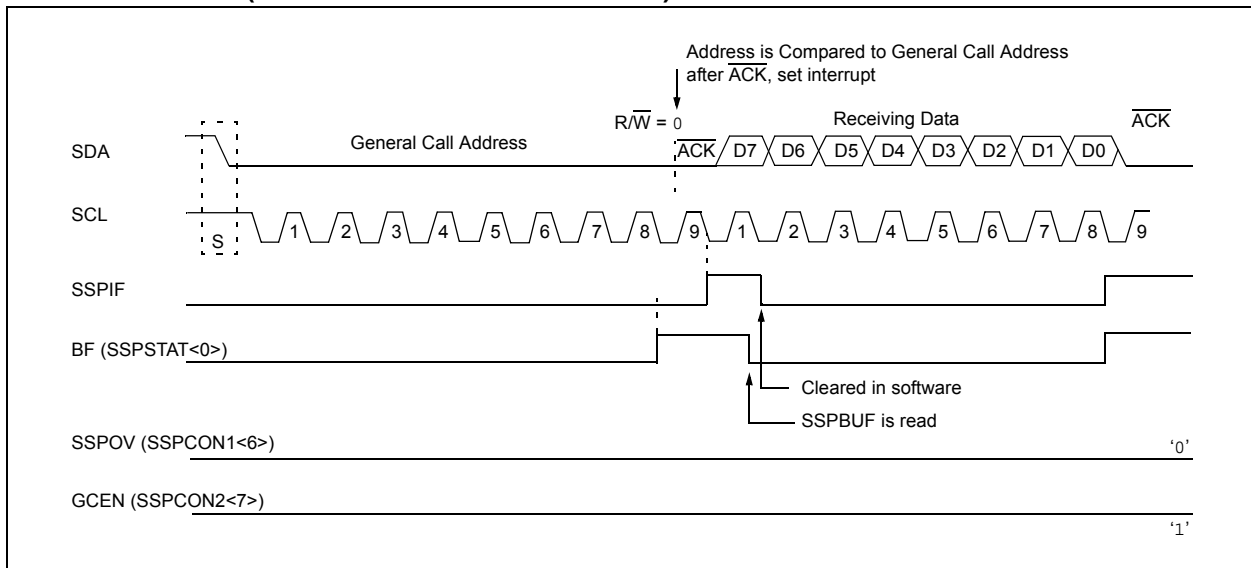 Address is Compared to General Call Address
after ACK, set interrupt
R/W = 0
Receiving Data
ACK
SDA
General Call Address
ACK D7 D6 D5 D4 D3 D2 D1 D0
SCL
S
1 2 3 4 5 6 7 8 9 1 2 3 4 5 6 7 8 9
SSPIF
BF (SSPSTAT<0>)
Cleared in software
SSPBUF is read
SSPOV (SSPCON1<6>)
‘0’
GCEN (SSPCON2<7>)
‘1’